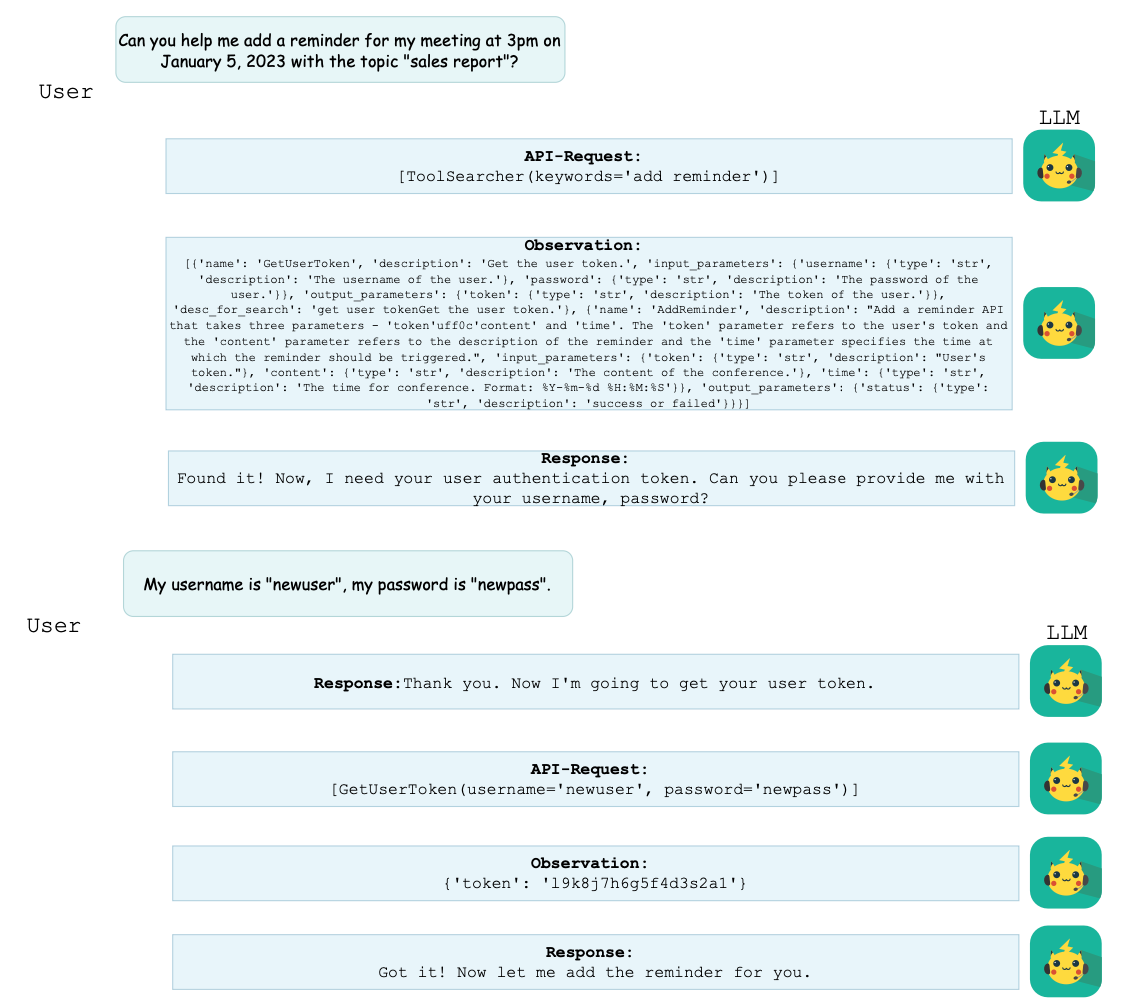 Can you help me add a reminder for my meeting at 3pm on
January 5, 2023 with the topic "sales report"?
User
LLM
API-Request:
[ToolSearcher(keywords='add reminder')]
Observation:
[{'name': 'GetUserToken', 'description': 'Get the user token.', 'input_parameters': {'username': {'type': 'str',
'description': 'The username of the user.'}, 'password': {'type': 'str', 'description': 'The password of the
user.'}}, 'output_parameters': {'token': {'type': 'str', 'description': 'The token of the user.'}},
'desc_for_search': 'get user tokenGet the user token.'}, {'name': 'AddReminder', 'description': "Add a reminder API
that takes three parameters - 'token'uff0c'content' and 'time'. The 'token' parameter refers to the user's token and
the 'content' parameter refers to the description of the reminder and the 'time' parameter specifies the time at
which the reminder should be triggered.", 'input_parameters': {'token': {'type': 'str', 'description': "User's
token."}, 'content': {'type': 'str', 'description': 'The content of the conference.'}, 'time': {'type': 'str',
'description': 'The time for conference. Format: %Y-%m-%d %H:%M:%S'}}, 'output_parameters': {'status': {'type':
'str', 'description': 'success or failed'}}}]
Response:
Found it! Now, I need your user authentication token. Can you please provide me with
your username, password?
My username is "newuser", my password is "newpass".
User
LLM
Response:Thank you. Now I'm going to get your user token.
API-Request:
[GetUserToken(username='newuser', password='newpass')]
Observation:
{'token': 'l9k8j7h6g5f4d3s2a1'}
Response:
Got it! Now let me add the reminder for you.